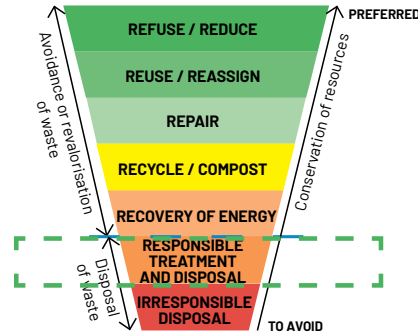 PREFERRED
REFUSE / REDUCE
REUSE / REASSIGN
REPAIR
RECYCLE / COMPOST
RECOVERY OF ENERGY
RESPONSIBLE
TREATMENT
AND DISPOSAL
IRRESPONSIBLE
DISPOSAL
TO AVOID
Avoidance or revalorisation
of waste
Disposal
of waste
Conservation of resources